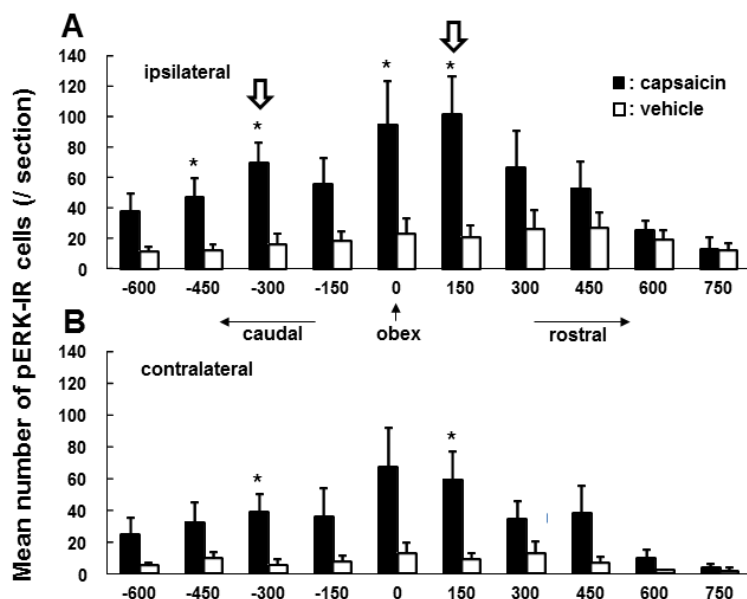 A
ipsilateral
: capsaicin
: vehicle
140
120
100
80
60
40
20
0
* * * *
-600 -450 -300 -150 0 150 300 450 600 750
caudal obex rostral
B
contralateral
140
120
100
80
60
40
20
0
* *
-600 -450 -300 -150 0 150 300 450 600 750
Mean number of pERK-IR cells (/ section)